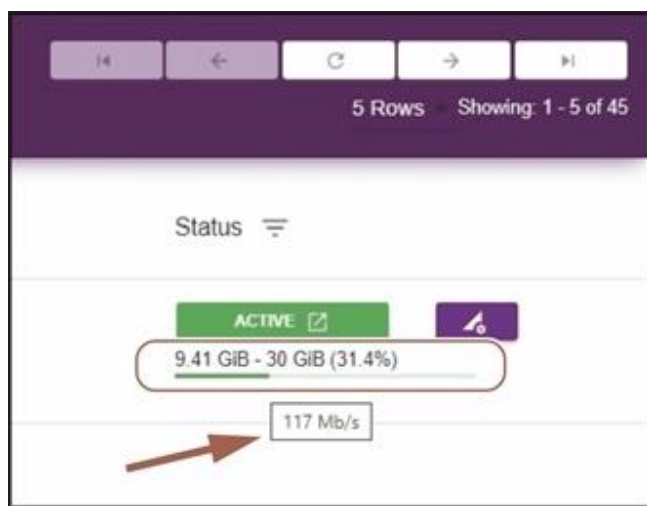 5 Rows Showing: 1 - 5 of 45
Status
ACTIVE
9.41 GiB - 30 GiB (31.4%)
117 Mb/s